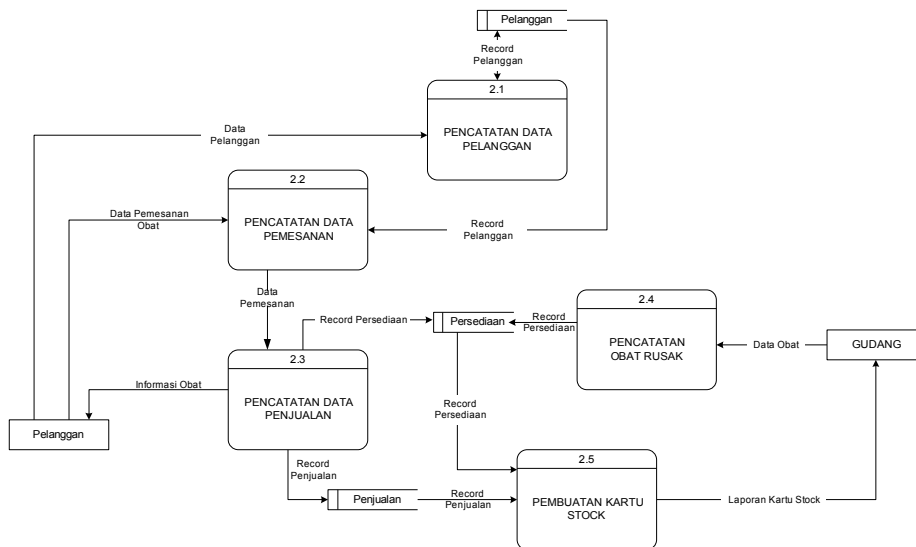 Pelanggan
Record
Pelanggan
2.1
PENCATATAN DATA
PELANGGAN
Data
Pelanggan
2.2
PENCATATAN DATA
PEMESANAN
Data Pemesanan
Obat
Record
Pelanggan
Data
Pemesanan
Record Persediaan
Persediaan
Record
Persediaan
2.4
PENCATATAN
OBAT RUSAK
Data Obat
GUDANG
2.3
PENCATATAN DATA
PENJUALAN
Informasi Obat
Pelanggan
Record
Persediaan
Record
Penjualan
Penjualan
Record
Penjualan
2.5
PEMBUATAN KARTU
STOCK
Laporan Kartu Stock